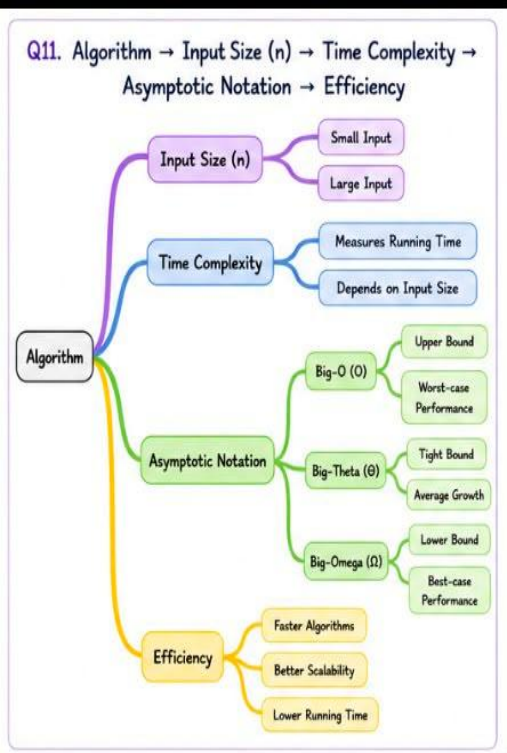 Q11. Algorithm → Input Size (n) → Time Complexity →
Asymptotic Notation → Efficiency
Algorithm
Input Size (n)
Small Input
Large Input
Time Complexity
Measures Running Time
Depends on Input Size
Asymptotic Notation
Big-O (O)
Upper Bound
Worst-case
Performance
Big-Theta (Θ)
Tight Bound
Average Growth
Big-Omega (Ω)
Lower Bound
Best-case
Performance
Efficiency
Faster Algorithms
Better Scalability
Lower Running Time